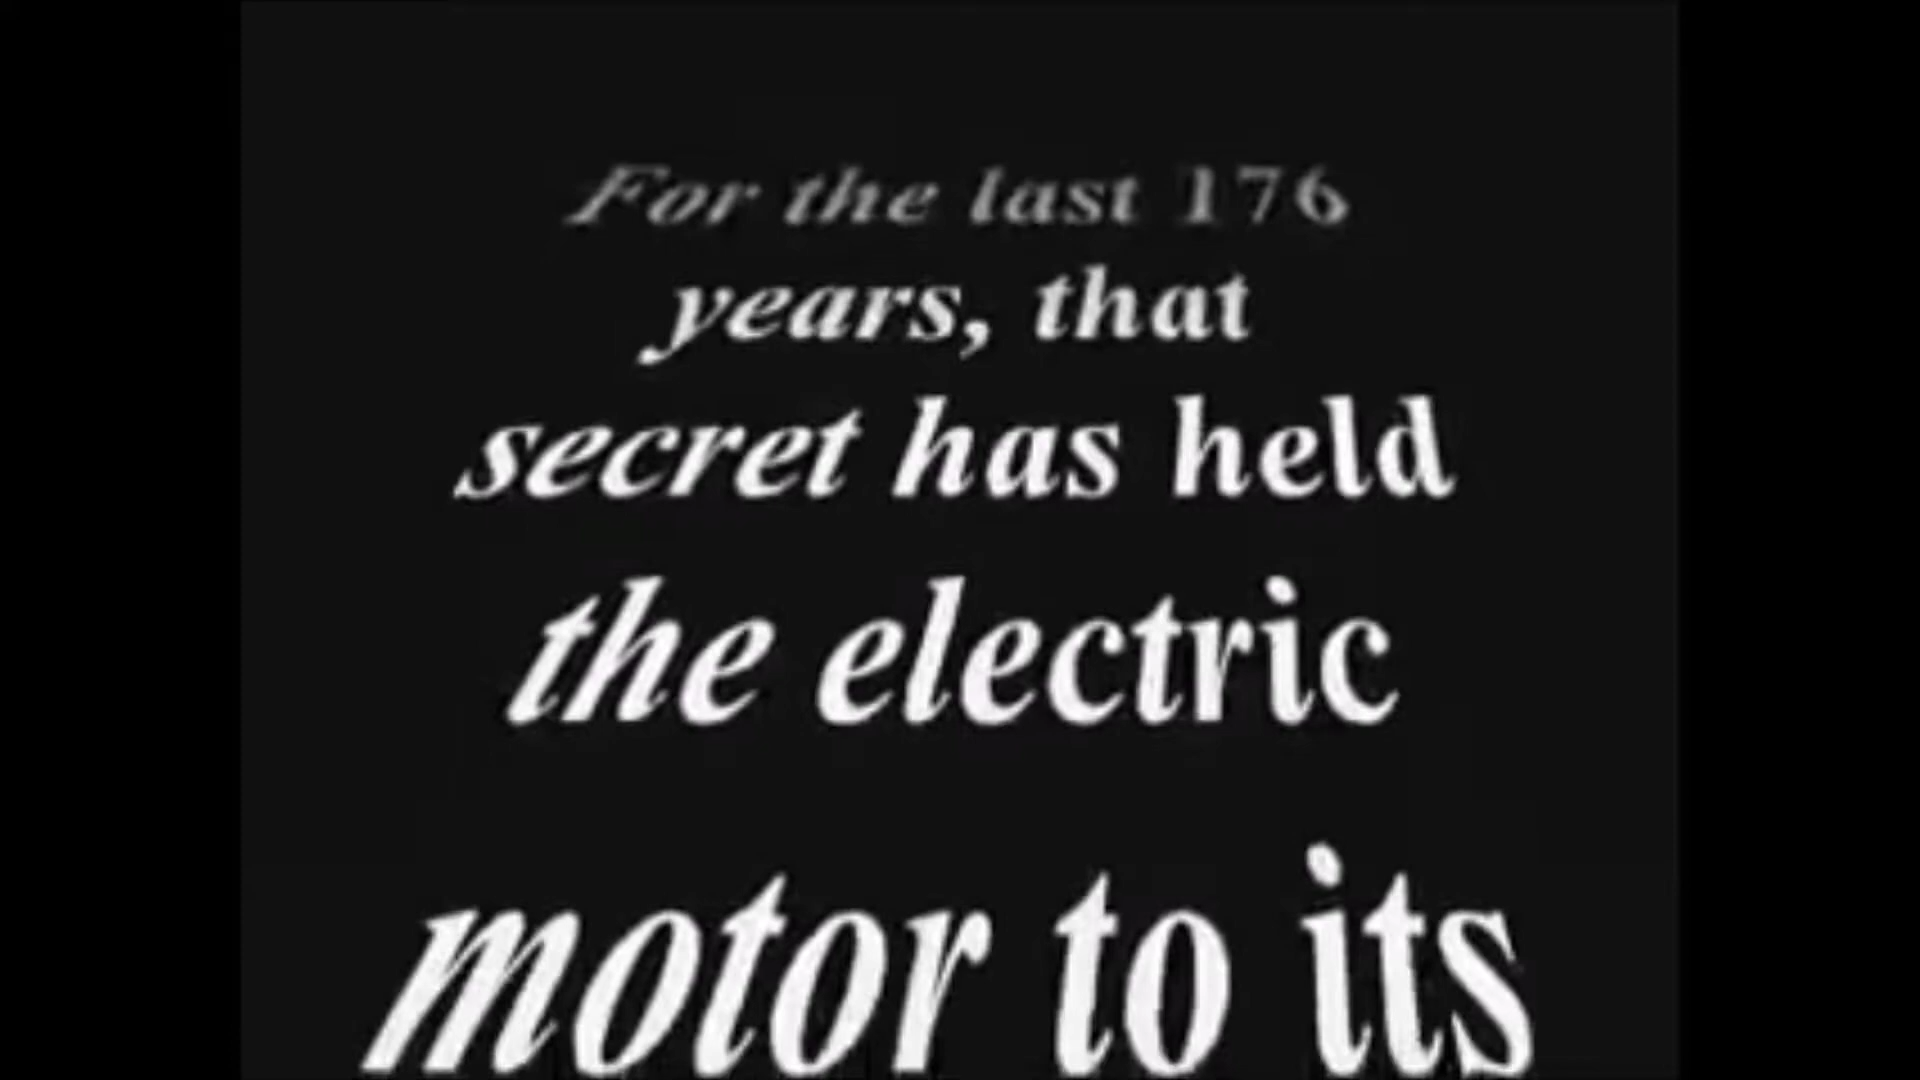 For the last 176
years, that
secret has held
the electric
motor to its